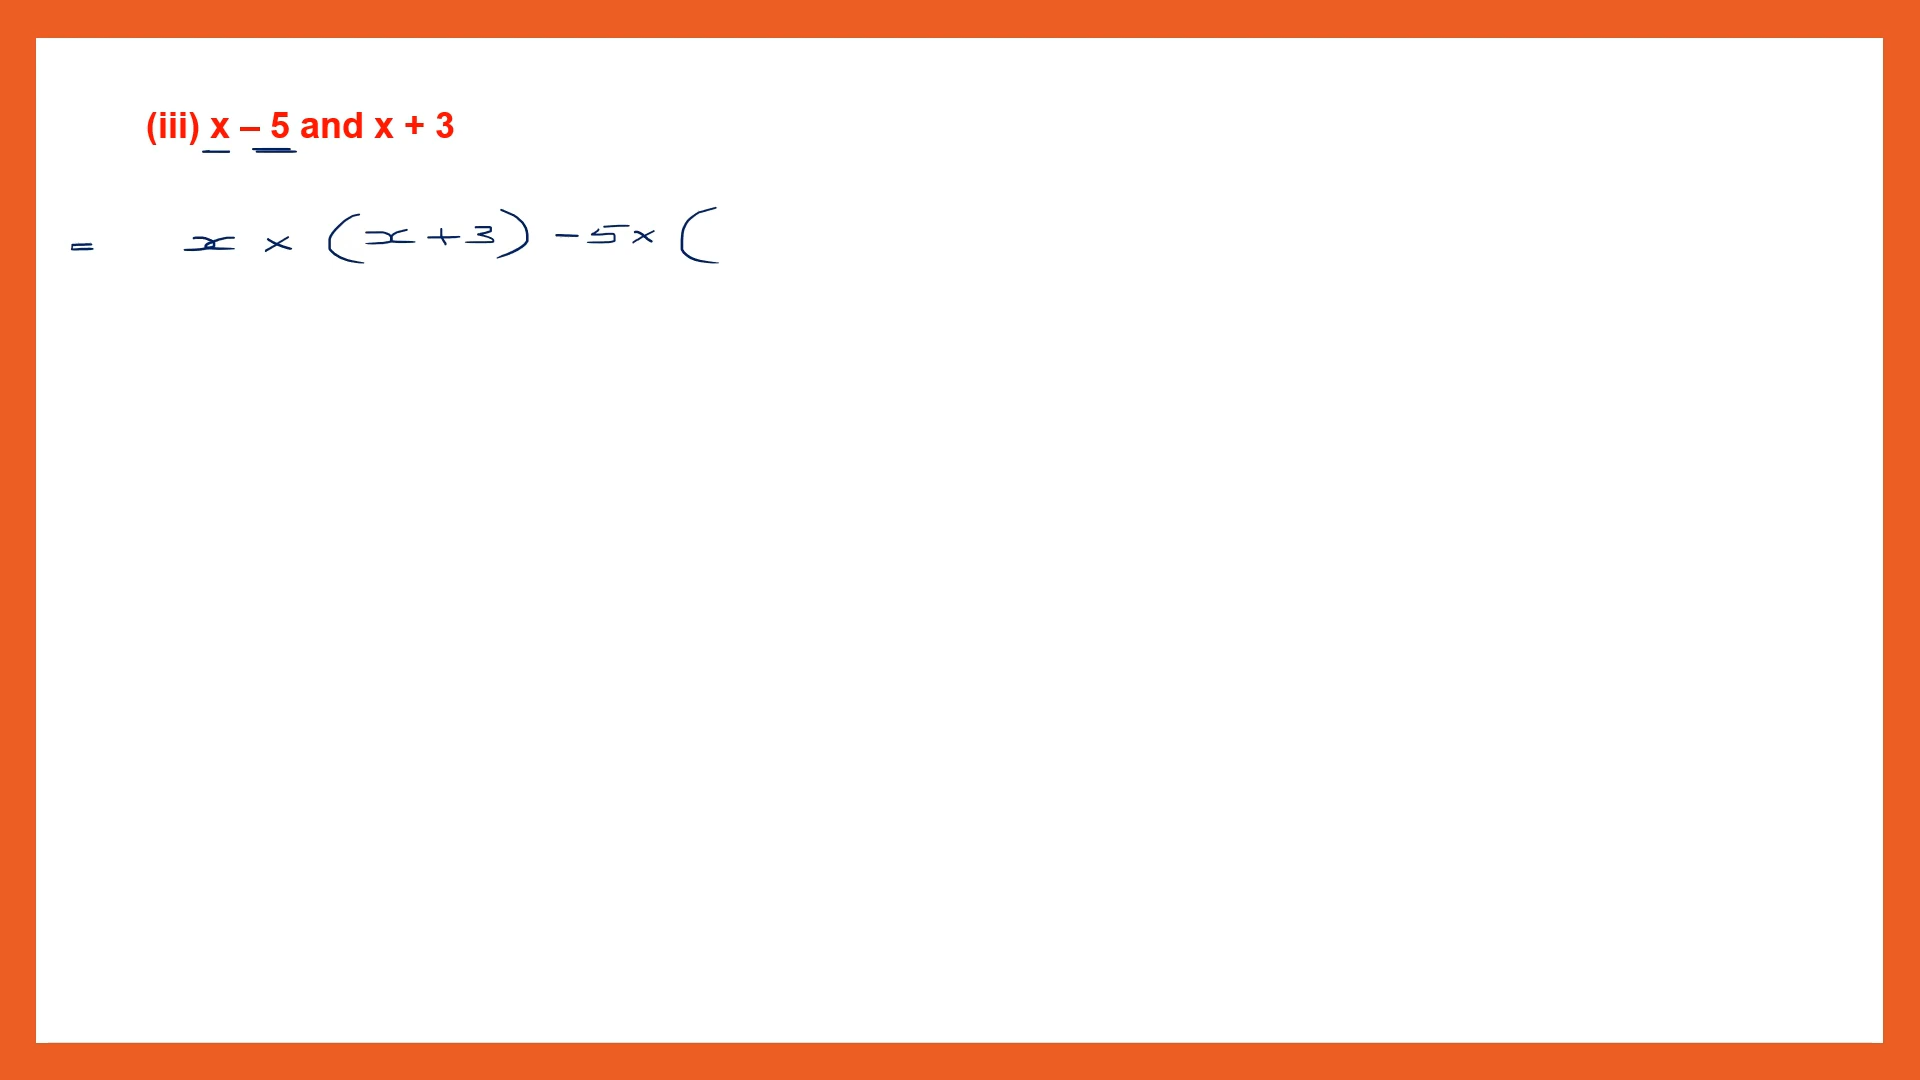 (iii) x – 5 and x + 3
= x × (x + 3) - 5 × (